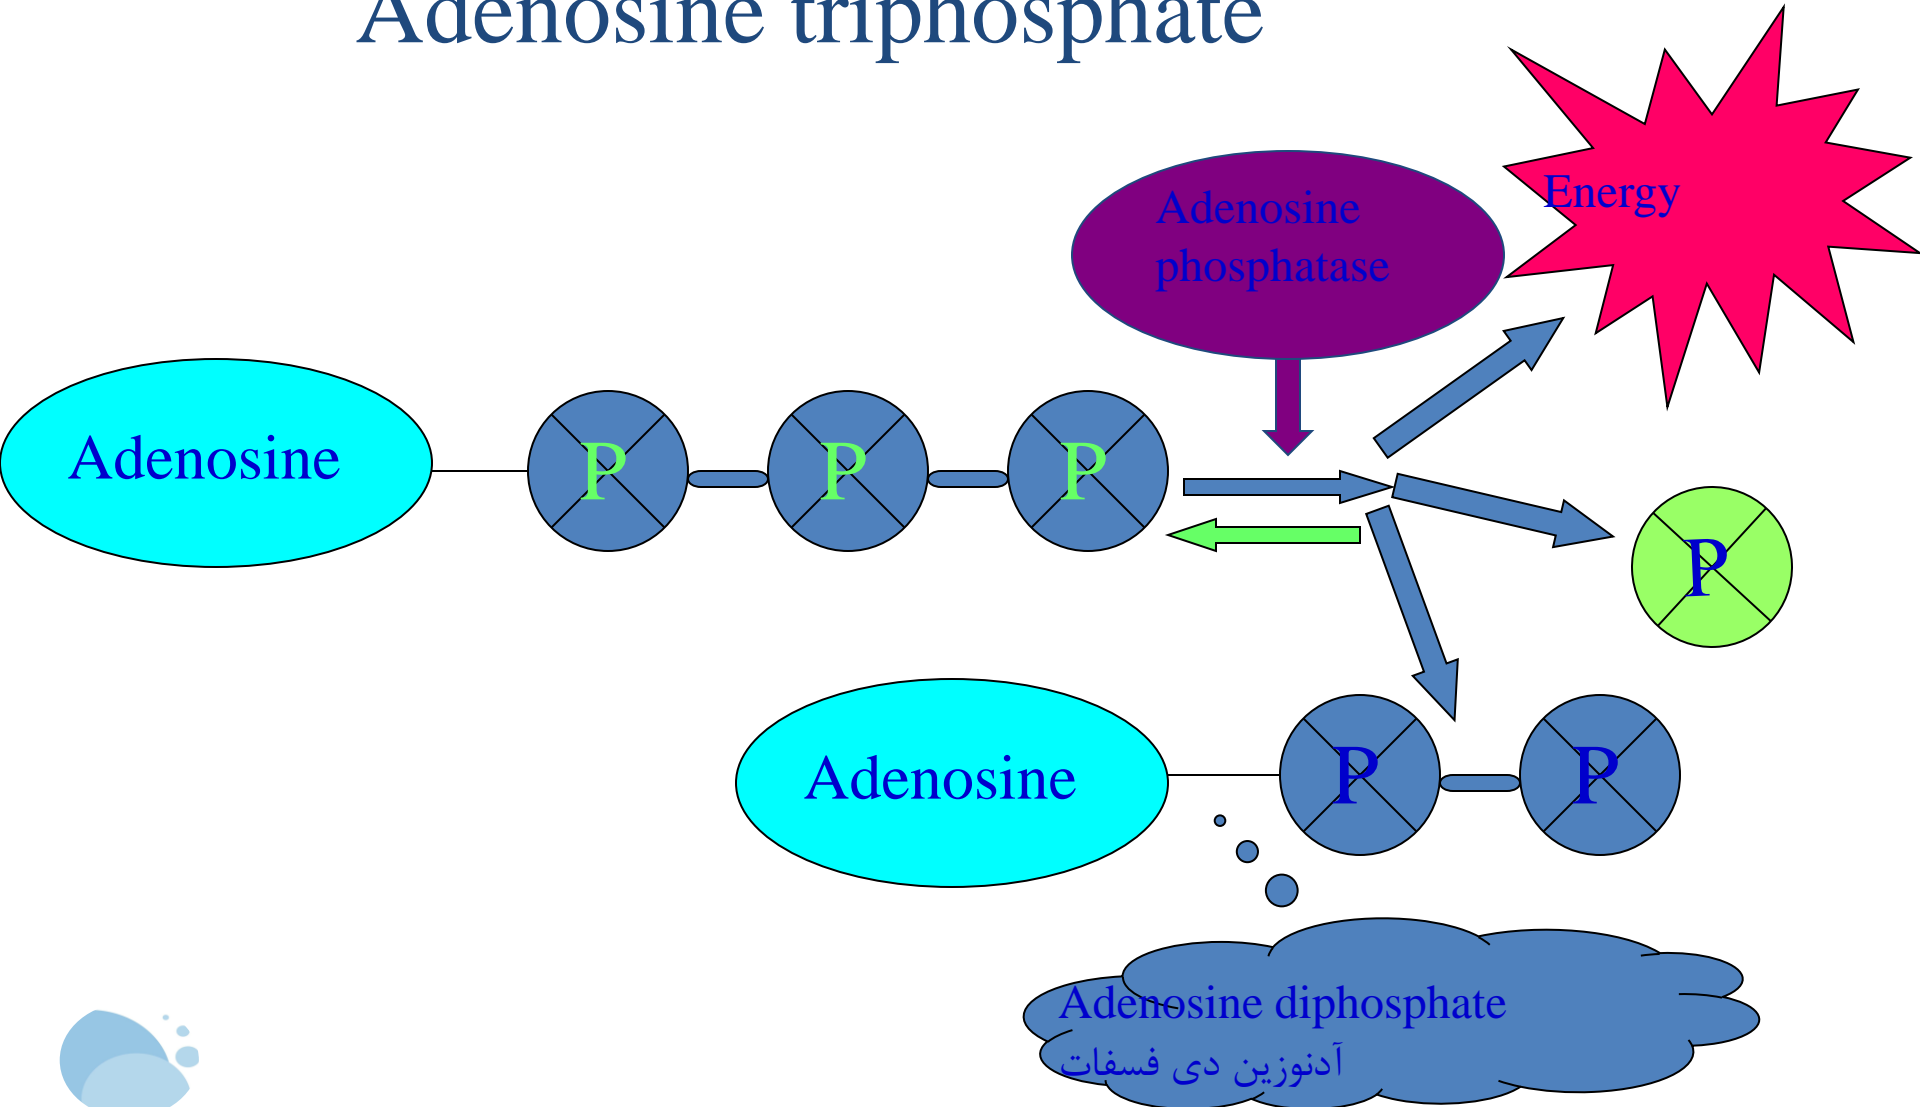 Adenosine triphosphate
Energy
Adenosine
phosphatase
Adenosine
P
P
P
P
Adenosine
P
P
Adenosine diphosphate
آدنوزین دی فسفات